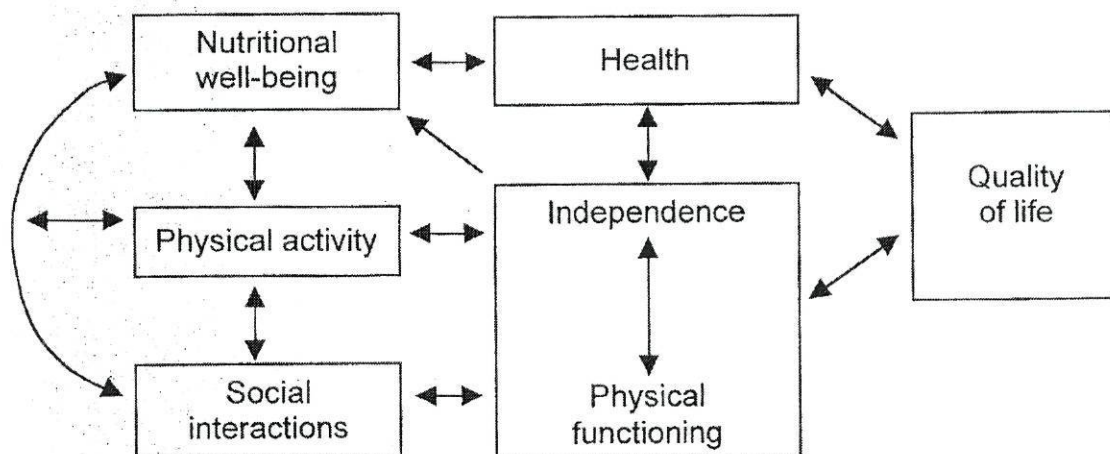 Nutritional
well-being
Health
Quality
of life
Independence
Physical activity
Social
interactions
Physical
functioning